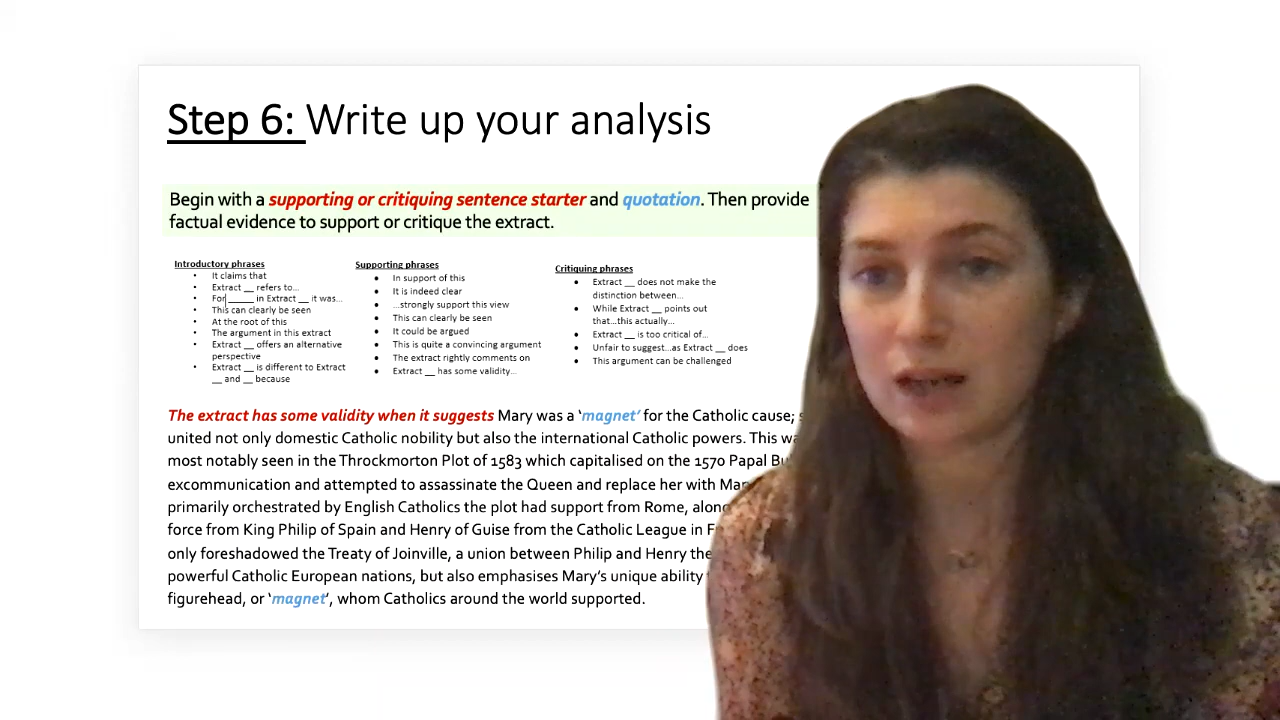 Step 6: Write up your analysis
Begin with a supporting or critiquing sentence starter and quotation. Then provide
factual evidence to support or critique the extract.
Introductory phrases
• It claims that
• Extract __ refers to...
• For _____ in Extract __ it was...
• This can clearly be seen
• At the root of this
• The argument in this extract
• Extract __ offers an alternative
perspective
• Extract __ is different to Extract
__ and __ because
Supporting phrases
• In support of this
• It is indeed clear
• ...strongly support this view
• This can clearly be seen
• It could be argued
• This is quite a convincing argument
• The extract rightly comments on
• Extract __ has some validity...
Critiquing phrases
• Extract __ does not make the
distinction between...
• While Extract __ points out
that...this actually...
• Extract __ is too critical of...
• Unfair to suggest...as Extract __ does
• This argument can be challenged
The extract has some validity when it suggests Mary was a ‘magnet’ for the Catholic cause;
united not only domestic Catholic nobility but also the international Catholic powers. This
most notably seen in the Throckmorton Plot of 1583 which capitalised on the 1570 Papal
excommunication and attempted to assassinate the Queen and replace her with
primarily orchestrated by English Catholics the plot had support from Rome,
force from King Philip of Spain and Henry of Guise from the Catholic League in
only foreshadowed the Treaty of Joinville, a union between Philip and Henry
powerful Catholic European nations, but also emphasises Mary’s unique ability
figurehead, or ‘magnet’, whom Catholics around the world supported.